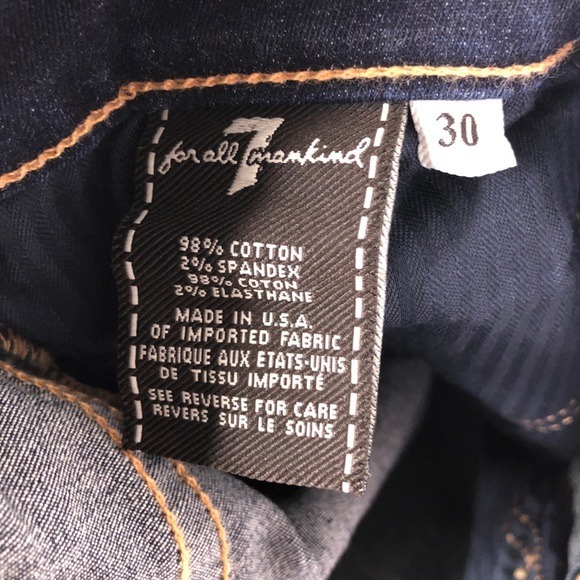 for all 7 mankind
30
98% COTTON
2% SPANDEX
98% COTON
2% ELASTHANE
MADE IN U.S.A.
OF IMPORTED FABRIC
FABRIQUE AUX ETATS-UNIS
DE TISSU IMPORTÉ
SEE REVERSE FOR CARE
REVERS SUR LE SOINS